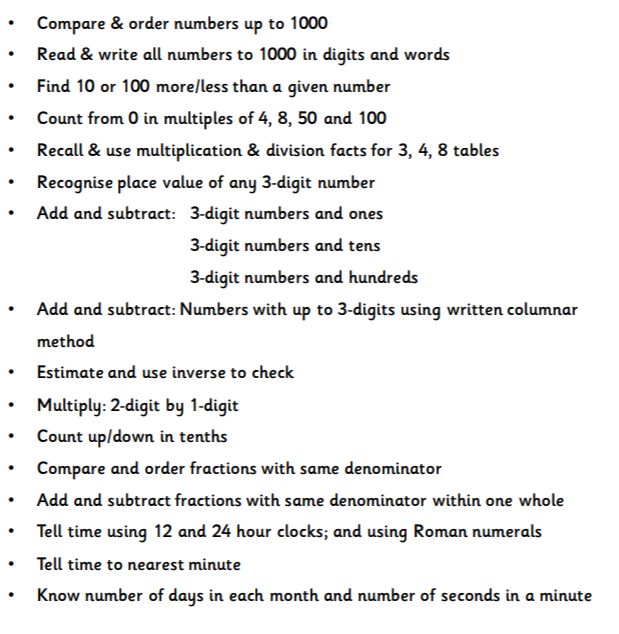 • Compare & order numbers up to 1000
• Read & write all numbers to 1000 in digits and words
• Find 10 or 100 more/less than a given number
• Count from 0 in multiples of 4, 8, 50 and 100
• Recall & use multiplication & division facts for 3, 4, 8 tables
• Recognise place value of any 3-digit number
• Add and subtract: 3-digit numbers and ones
3-digit numbers and tens
3-digit numbers and hundreds
• Add and subtract: Numbers with up to 3-digits using written columnar
method
• Estimate and use inverse to check
• Multiply: 2-digit by 1-digit
• Count up/down in tenths
• Compare and order fractions with same denominator
• Add and subtract fractions with same denominator within one whole
• Tell time using 12 and 24 hour clocks; and using Roman numerals
• Tell time to nearest minute
• Know number of days in each month and number of seconds in a minute